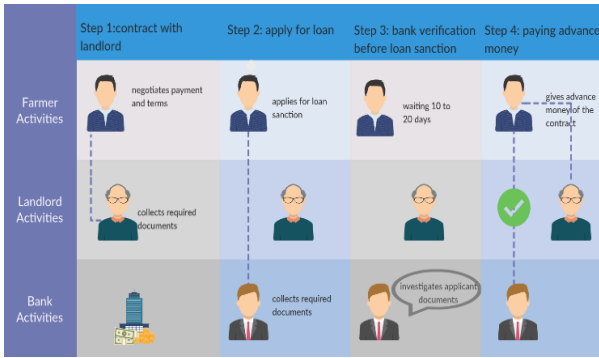 Step 1:contract with
landlord
Step 2: apply for loan
Step 3: bank verification
before loan sanction
Step 4: paying advance
money
Farmer
Activities
negotiates payment
and terms
applies for loan
sanction
waiting 10 to
20 days
gives advance
money of the
contract
Landlord
Activities
collects required
documents
Bank
Activities
collects required
documents
investigates applicant
documents